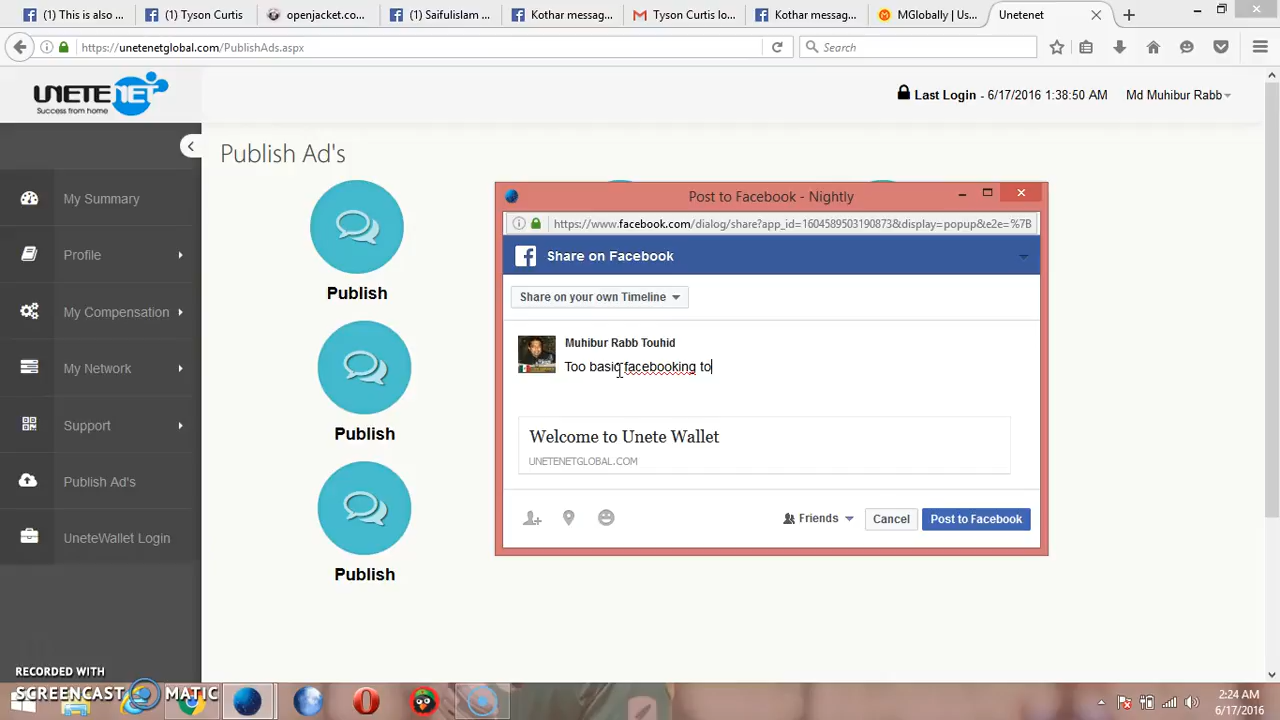 (1) This is also ...
(1) Tyson Curtis
openjacket.co...
(1) Saifulislam ...
Kothar messag...
Tyson Curtis lo...
Kothar messag...
MGlobally | Us...
Unetenet
https://unetenetglobal.com/PublishAds.aspx
Search
UNETENET
Success from home
Last Login - 6/17/2016 1:38:50 AM
Md Muhibur Rabb
Publish Ad's
My Summary
Profile
My Compensation
My Network
Support
Publish Ad's
UneteWallet Login
Publish
Publish
Publish
Post to Facebook - Nightly
https://www.facebook.com/dialog/share?app_id=1604589503190873&display=popup&e2e=%7B
Share on Facebook
Share on your own Timeline
Muhibur Rabb Touhid
Too basic facebooking to
Welcome to Unete Wallet
UNETENETGLOBAL.COM
Friends
Cancel
Post to Facebook
RECORDED WITH
SCREENCAST MATIC
2:24 AM
6/17/2016